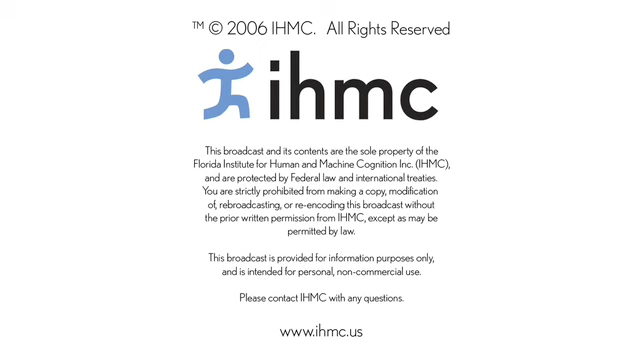 ™ © 2006 IHMC. All Rights Reserved
ihmc
This broadcast and its contents are the sole property of the
Florida Institute for Human and Machine Cognition Inc. (IHMC),
and are protected by Federal law and international treaties.
You are strictly prohibited from making a copy, modification
of, rebroadcasting, or re-encoding this broadcast without
the prior written permission from IHMC, except as may be
permitted by law.
This broadcast is provided for information purposes only,
and is intended for personal, non-commercial use.
Please contact IHMC with any questions.
www.ihmc.us